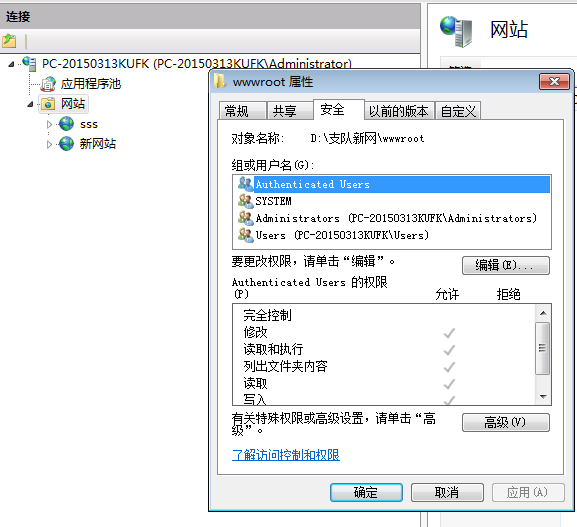 连接
网站
PC-20150313KUFK (PC-20150313KUFK\Administrator)
应用程序池
网站
sss
新网站
wwwroot 属性
常规
共享
安全
以前的版本
自定义
对象名称: D:\支队新网\wwwroot
组或用户名(G):
Authenticated Users
SYSTEM
Administrators (PC-20150313KUFK\Administrators)
Users (PC-20150313KUFK\Users)
要更改权限，请单击“编辑”。
编辑(E)...
Authenticated Users 的权限
(P)
允许
拒绝
完全控制
修改
读取和执行
列出文件夹内容
读取
写入
有关特殊权限或高级设置，请单击“高
级”。
高级(V)
了解访问控制和权限
确定
取消
应用(A)